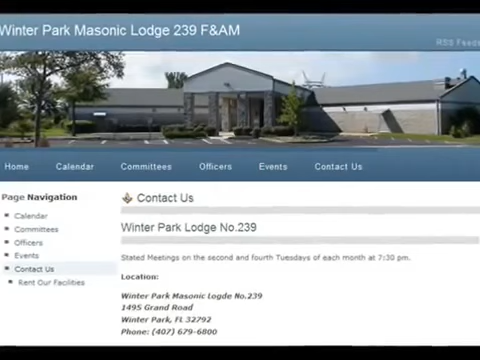 Winter Park Masonic Lodge 239 F&AM
RSS Feeds
Home Calendar Committees Officers Events Contact Us
Page Navigation
Calendar
Committees
Officers
Events
Contact Us
Rent Our Facilities
Contact Us
Winter Park Lodge No.239
Stated Meetings on the second and fourth Tuesdays of each month at 7:30 pm.
Location:
Winter Park Masonic Logde No.239
1495 Grand Road
Winter Park, FL 32792
Phone: (407) 679-6800